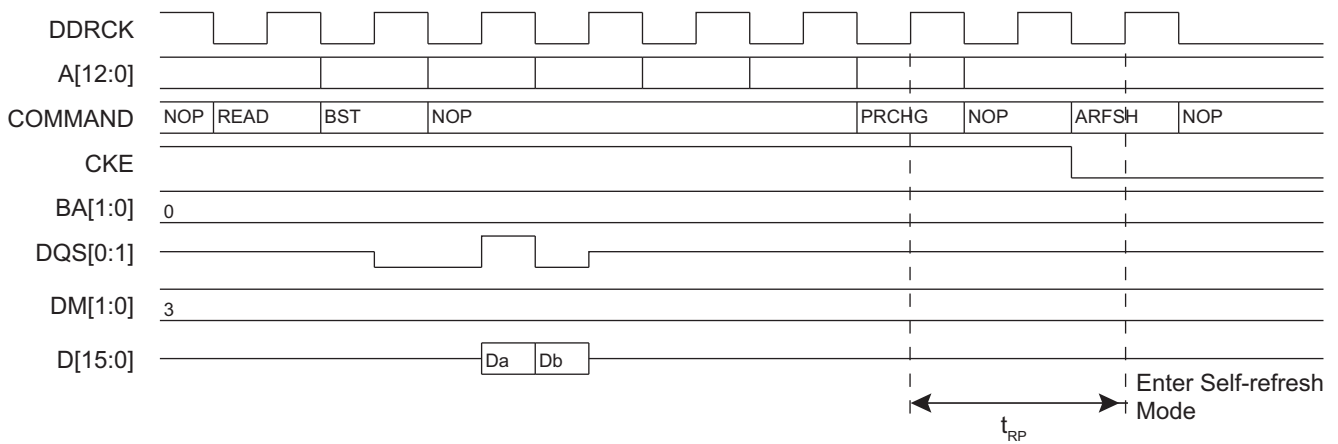 DDRCK
A[12:0]
COMMAND NOP READ BST NOP PRCHG NOP ARFSH NOP
CKE
BA[1:0] 0
DQS[0:1]
DM[1:0] 3
D[15:0] Da Db
Enter Self-refresh
Mode
tRP